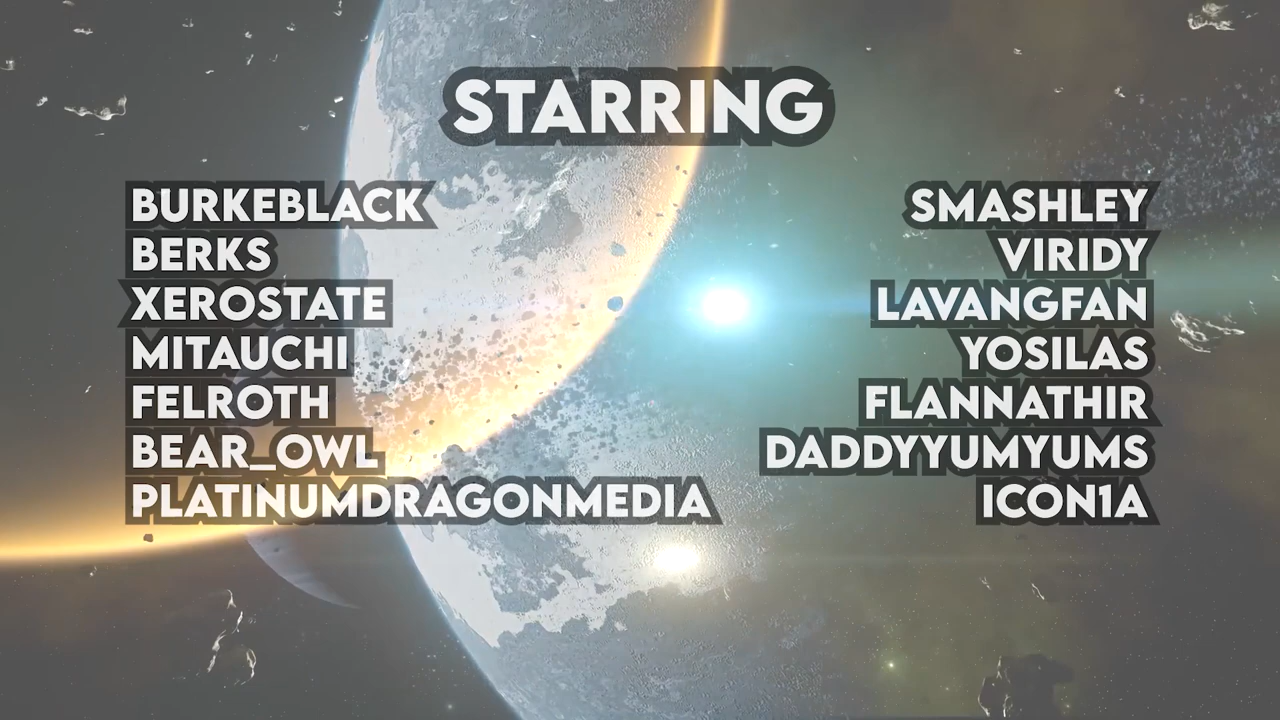 STARRING
BURKEBLACK
BERKS
XEROSTATE
MITAUCHI
FELROTH
BEAR_OWL
PLATINUMDRAGONMEDIA
SMASHLEY
VIRIDY
LAVANGFAN
YOSILAS
FLANNATHIR
DADDYYUMYUMS
ICON1A